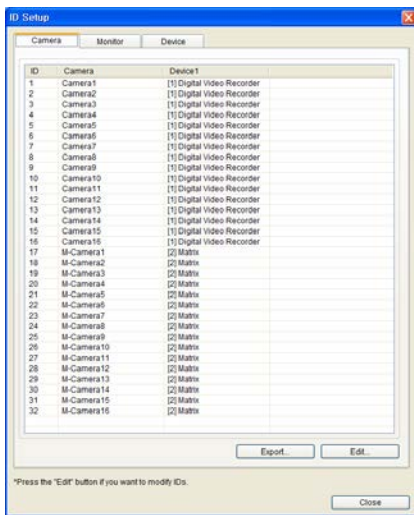 ID Setup
Camera Monitor Device
ID Camera Device1
1 Camera1 [1] Digital Video Recorder
2 Camera2 [1] Digital Video Recorder
3 Camera3 [1] Digital Video Recorder
4 Camera4 [1] Digital Video Recorder
5 Camera5 [1] Digital Video Recorder
6 Camera6 [1] Digital Video Recorder
7 Camera7 [1] Digital Video Recorder
8 Camera8 [1] Digital Video Recorder
9 Camera9 [1] Digital Video Recorder
10 Camera10 [1] Digital Video Recorder
11 Camera11 [1] Digital Video Recorder
12 Camera12 [1] Digital Video Recorder
13 Camera13 [1] Digital Video Recorder
14 Camera14 [1] Digital Video Recorder
15 Camera15 [1] Digital Video Recorder
16 Camera16 [1] Digital Video Recorder
17 M-Camera1 [2] Matrix
18 M-Camera2 [2] Matrix
19 M-Camera3 [2] Matrix
20 M-Camera4 [2] Matrix
21 M-Camera5 [2] Matrix
22 M-Camera6 [2] Matrix
23 M-Camera7 [2] Matrix
24 M-Camera8 [2] Matrix
25 M-Camera9 [2] Matrix
26 M-Camera10 [2] Matrix
27 M-Camera11 [2] Matrix
28 M-Camera12 [2] Matrix
29 M-Camera13 [2] Matrix
30 M-Camera14 [2] Matrix
31 M-Camera15 [2] Matrix
32 M-Camera16 [2] Matrix
Export... Edit...
*Press the "Edit" button if you want to modify IDs.
Close